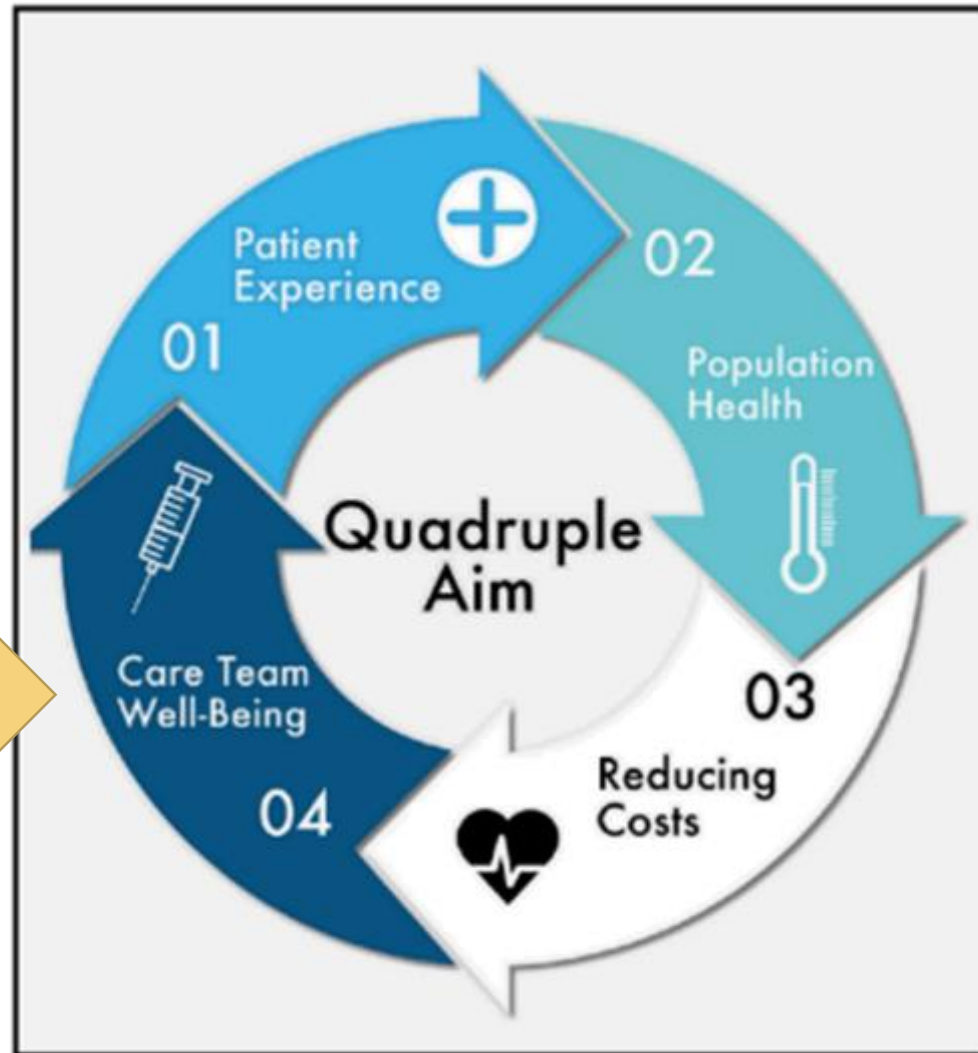 01
Patient
Experience
02
Population
Health
03
Reducing
Costs
04
Care Team
Well-Being
Quadruple
Aim